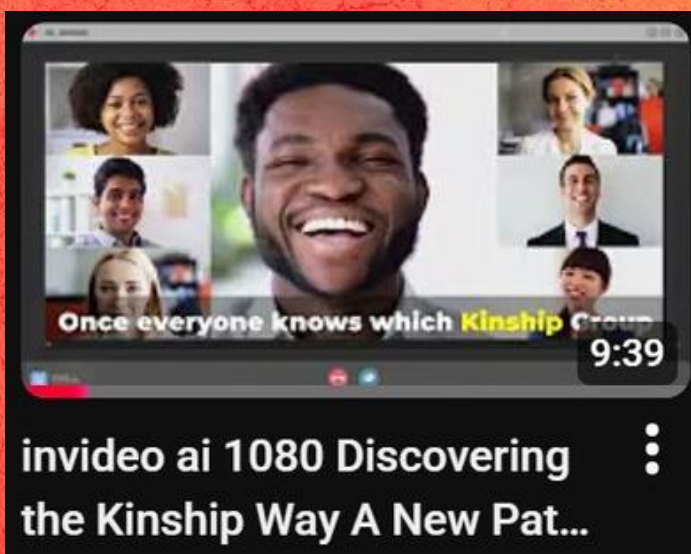 Once everyone knows which Kinship Group
9:39
invideo ai 1080 Discovering
the Kinship Way A New Pat...